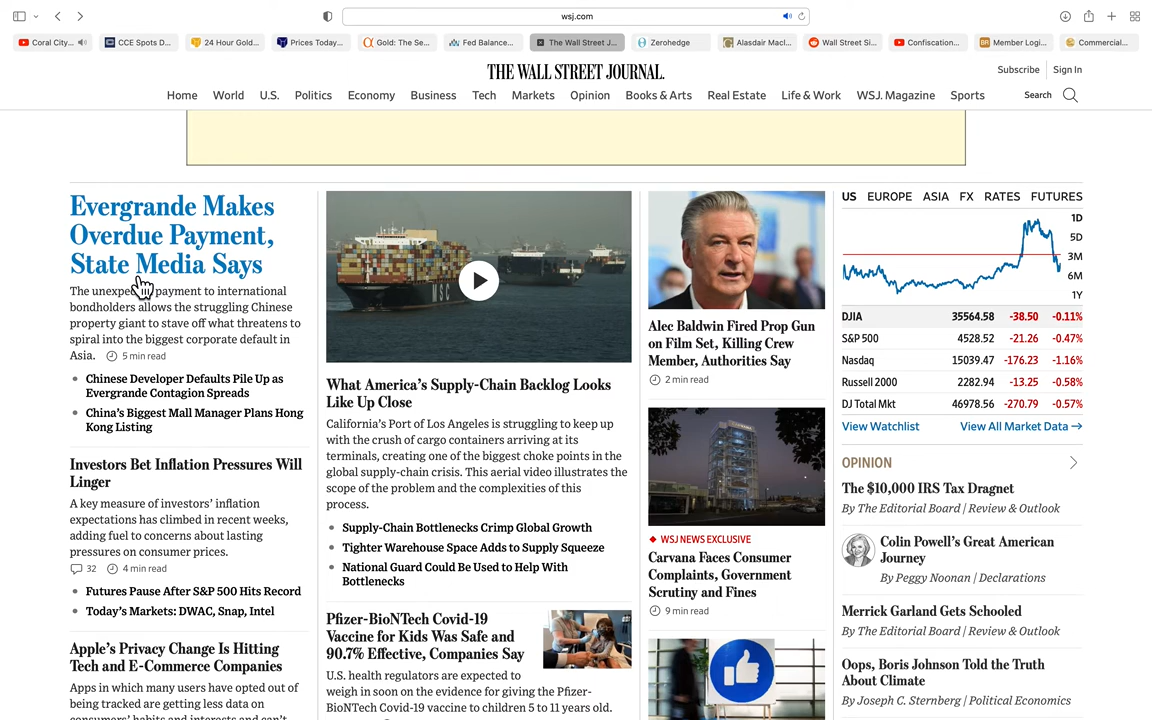 wsj.com
Coral City...
CCE Spots D...
24 Hour Gold...
Prices Today...
Gold: The Se...
Fed Balance...
The Wall Street J...
Zerohedge
Alasdair Macl...
Wall Street Si...
Confiscation...
Member Logi...
Commercial...
THE WALL STREET JOURNAL.
Subscribe
Sign In
Home
World
U.S.
Politics
Economy
Business
Tech
Markets
Opinion
Books & Arts
Real Estate
Life & Work
WSJ. Magazine
Sports
Search
Evergrande Makes
Overdue Payment,
State Media Says
The unexpe payment to international
bondholders allows the struggling Chinese
property giant to stave off what threatens to
spiral into the biggest corporate default in
Asia. 5 min read
Chinese Developer Defaults Pile Up as
Evergrande Contagion Spreads
China's Biggest Mall Manager Plans Hong
Kong Listing
Investors Bet Inflation Pressures Will
Linger
A key measure of investors' inflation
expectations has climbed in recent weeks,
adding fuel to concerns about lasting
pressures on consumer prices.
32 4 min read
Futures Pause After S&P 500 Hits Record
Today's Markets: DWAC, Snap, Intel
Apple's Privacy Change Is Hitting
Tech and E-Commerce Companies
Apps in which many users have opted out of
being tracked are getting less data on
consumers' habits and interests and can't
MSC
What America's Supply-Chain Backlog Looks
Like Up Close
California's Port of Los Angeles is struggling to keep up
with the crush of cargo containers arriving at its
terminals, creating one of the biggest choke points in the
global supply-chain crisis. This aerial video illustrates the
scope of the problem and the complexities of this
process.
Supply-Chain Bottlenecks Crimp Global Growth
Tighter Warehouse Space Adds to Supply Squeeze
National Guard Could Be Used to Help With
Bottlenecks
Pfizer-BioNTech Covid-19
Vaccine for Kids Was Safe and
90.7% Effective, Companies Say
U.S. health regulators are expected to
weigh in soon on the evidence for giving the Pfizer-
BioNTech Covid-19 vaccine to children 5 to 11 years old.
Alec Baldwin Fired Prop Gun
on Film Set, Killing Crew
Member, Authorities Say
2 min read
WSJ NEWS EXCLUSIVE
Carvana Faces Consumer
Complaints, Government
Scrutiny and Fines
9 min read
US EUROPE ASIA FX RATES FUTURES
1D
5D
3M
6M
1Y
DJIA 35564.58 -38.50 -0.11%
S&P 500 4528.52 -21.26 -0.47%
Nasdaq 15039.47 -176.23 -1.16%
Russell 2000 2282.94 -13.25 -0.58%
DJ Total Mkt 46978.56 -270.79 -0.57%
View Watchlist View All Market Data →
OPINION
The $10,000 IRS Tax Dragnet
By The Editorial Board / Review & Outlook
Colin Powell's Great American
Journey
By Peggy Noonan / Declarations
Merrick Garland Gets Schooled
By The Editorial Board / Review & Outlook
Oops, Boris Johnson Told the Truth
About Climate
By Joseph C. Sternberg / Political Economics